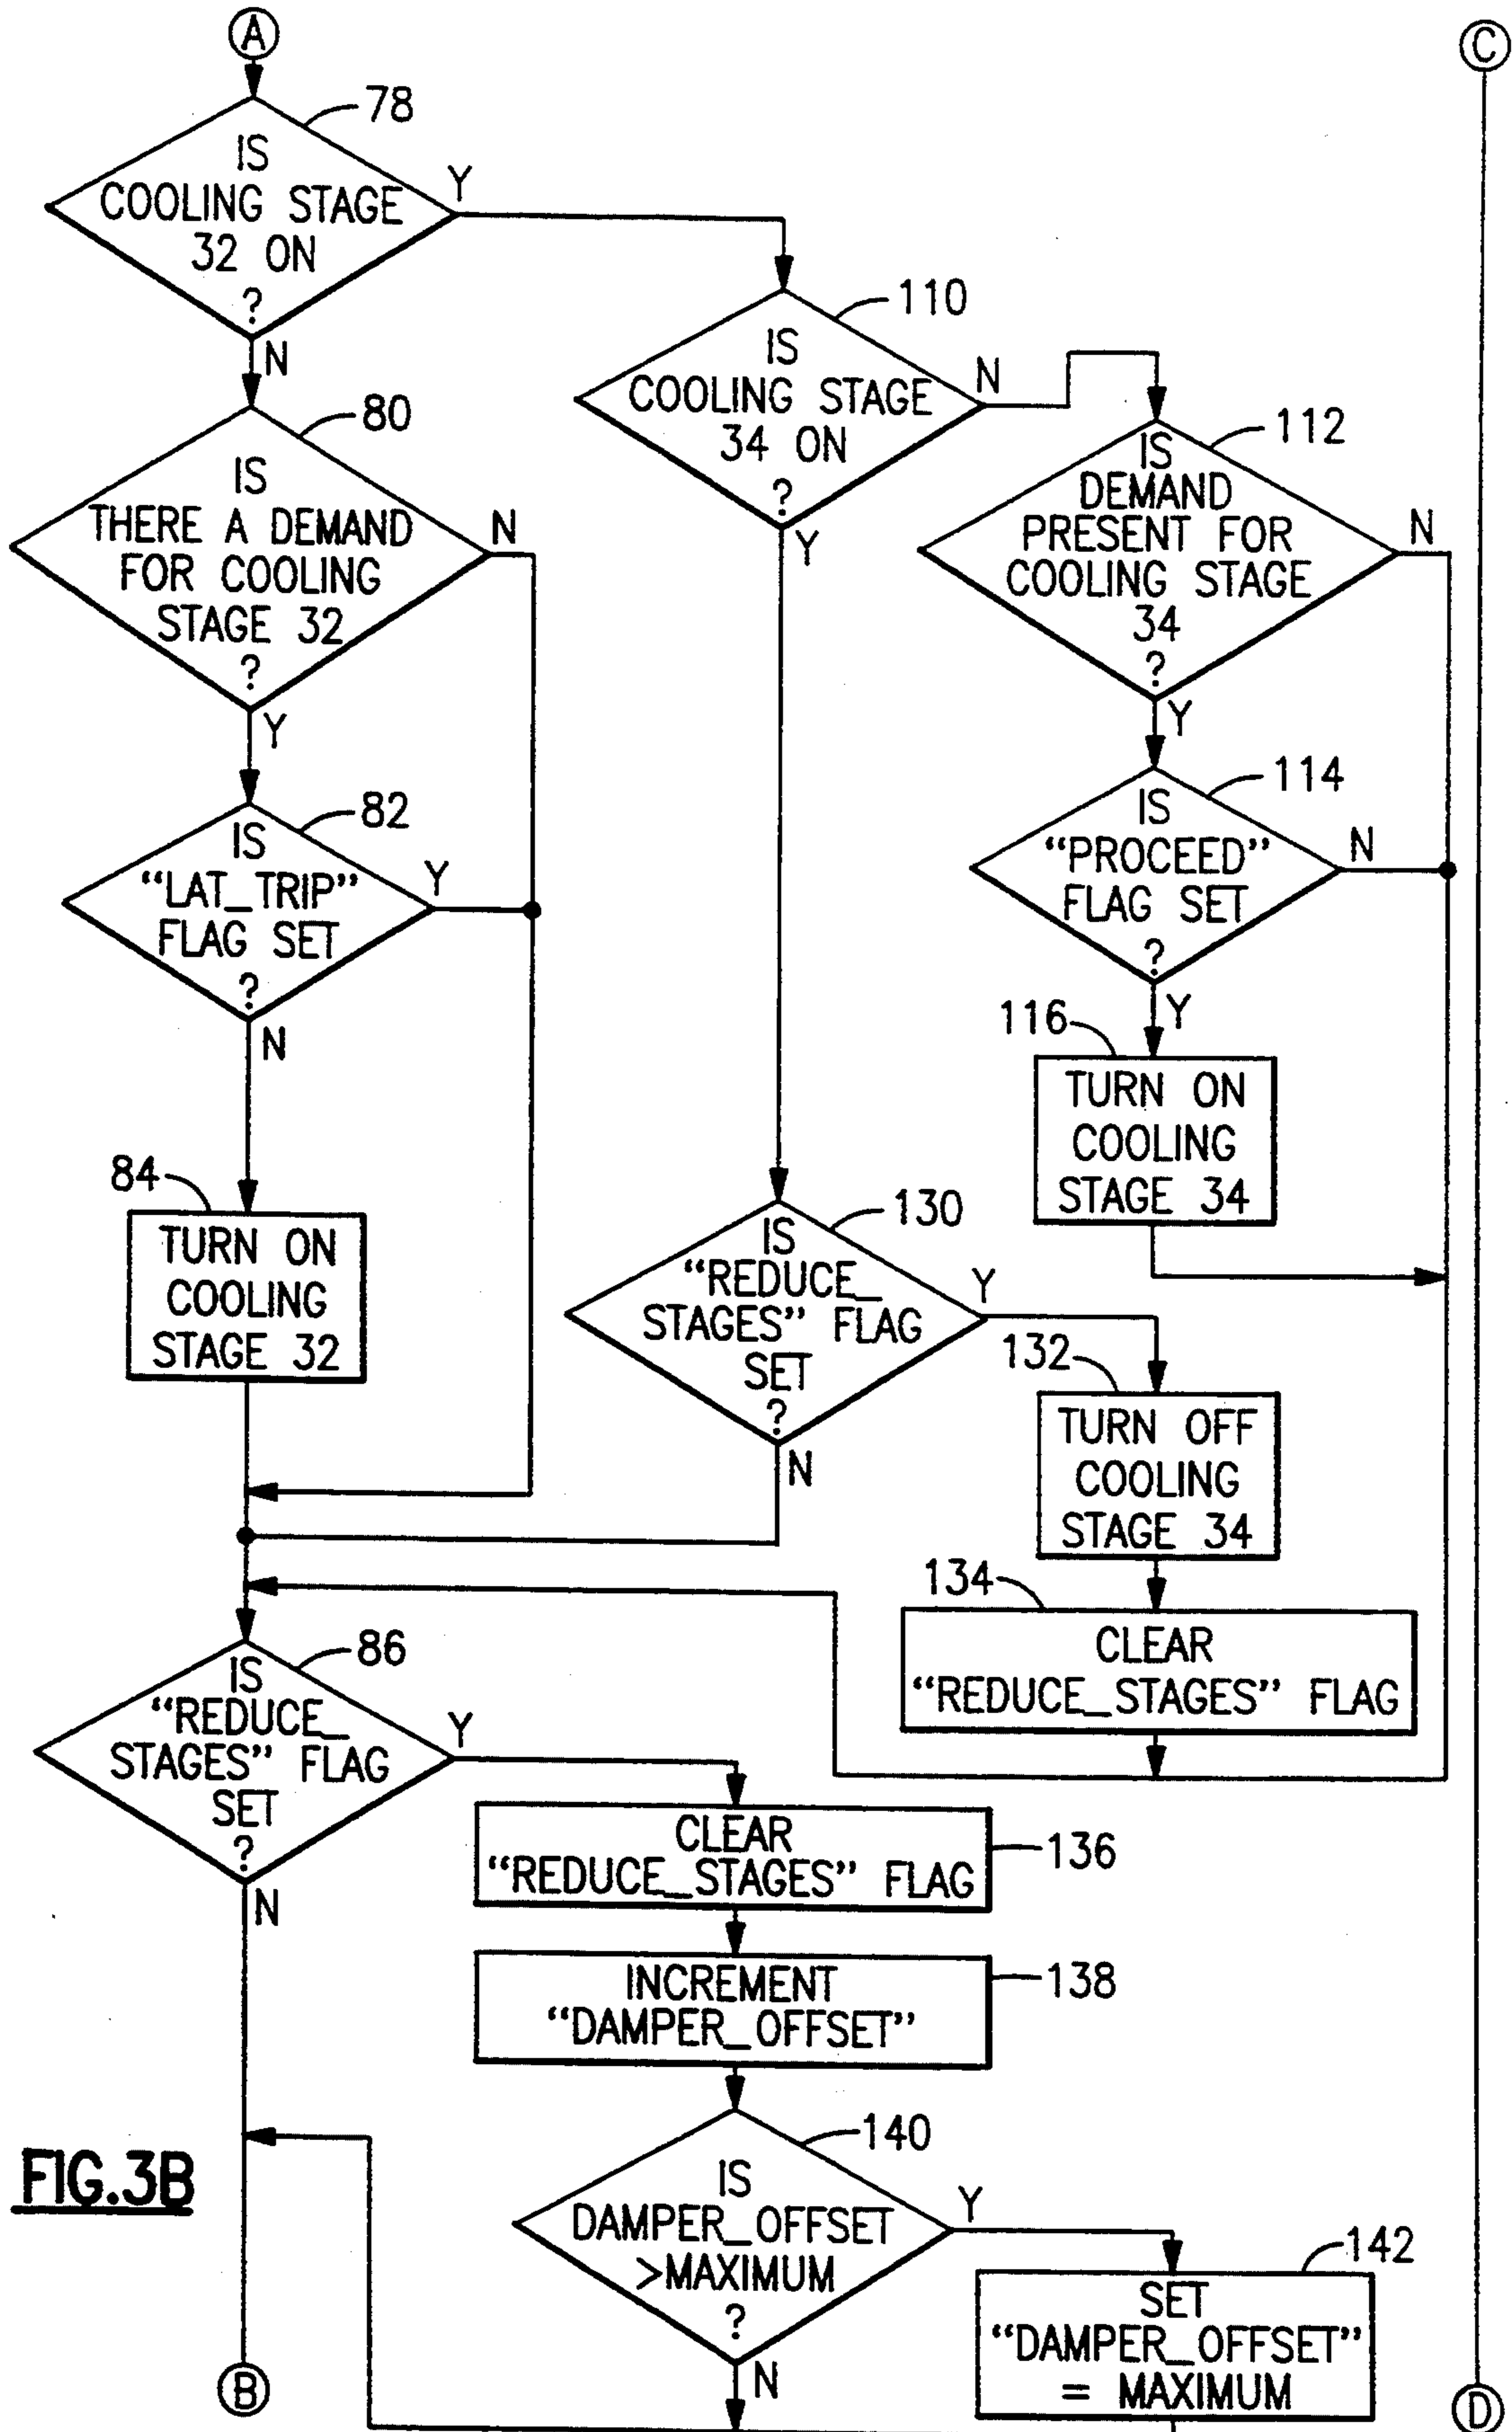 A
C
78
IS
COOLING STAGE
32 ON
?
Y
N
110
IS
COOLING STAGE
34 ON
?
N
Y
80
IS
THERE A DEMAND
FOR COOLING
STAGE 32
?
N
Y
112
IS
DEMAND
PRESENT FOR
COOLING STAGE
34
?
N
Y
82
IS
“LAT_TRIP”
FLAG SET
?
Y
N
114
IS
“PROCEED”
FLAG SET
?
N
Y
116
TURN ON
COOLING
STAGE 34
84
TURN ON
COOLING
STAGE 32
130
IS
“REDUCE_
STAGES” FLAG
SET
?
Y
N
132
TURN OFF
COOLING
STAGE 34
134
CLEAR
“REDUCE_STAGES” FLAG
86
IS
“REDUCE_
STAGES” FLAG
SET
?
Y
N
CLEAR
“REDUCE_STAGES” FLAG
136
INCREMENT
“DAMPER_OFFSET”
138
140
IS
DAMPER_OFFSET
>MAXIMUM
?
Y
N
142
SET
“DAMPER_OFFSET”
= MAXIMUM
FIG.3B
B
D